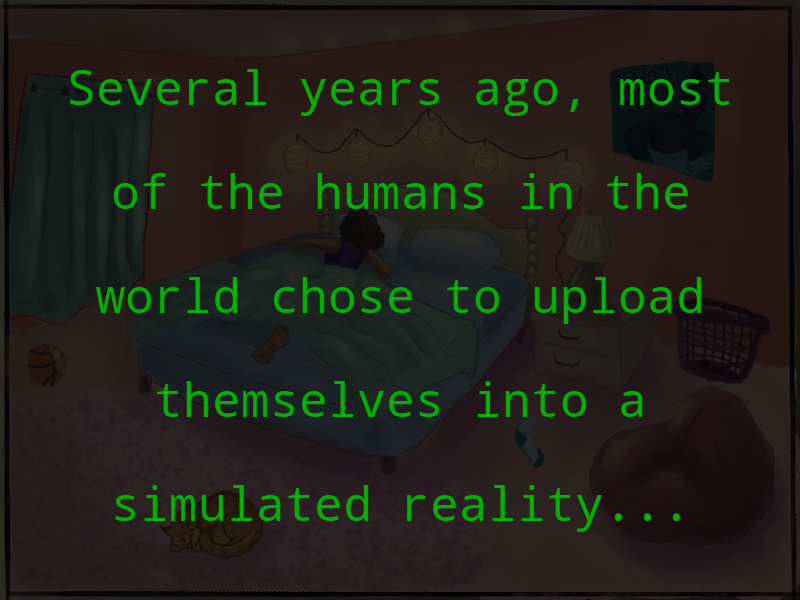 Several years ago, most
of the humans in the
world chose to upload
themselves into a
simulated reality...